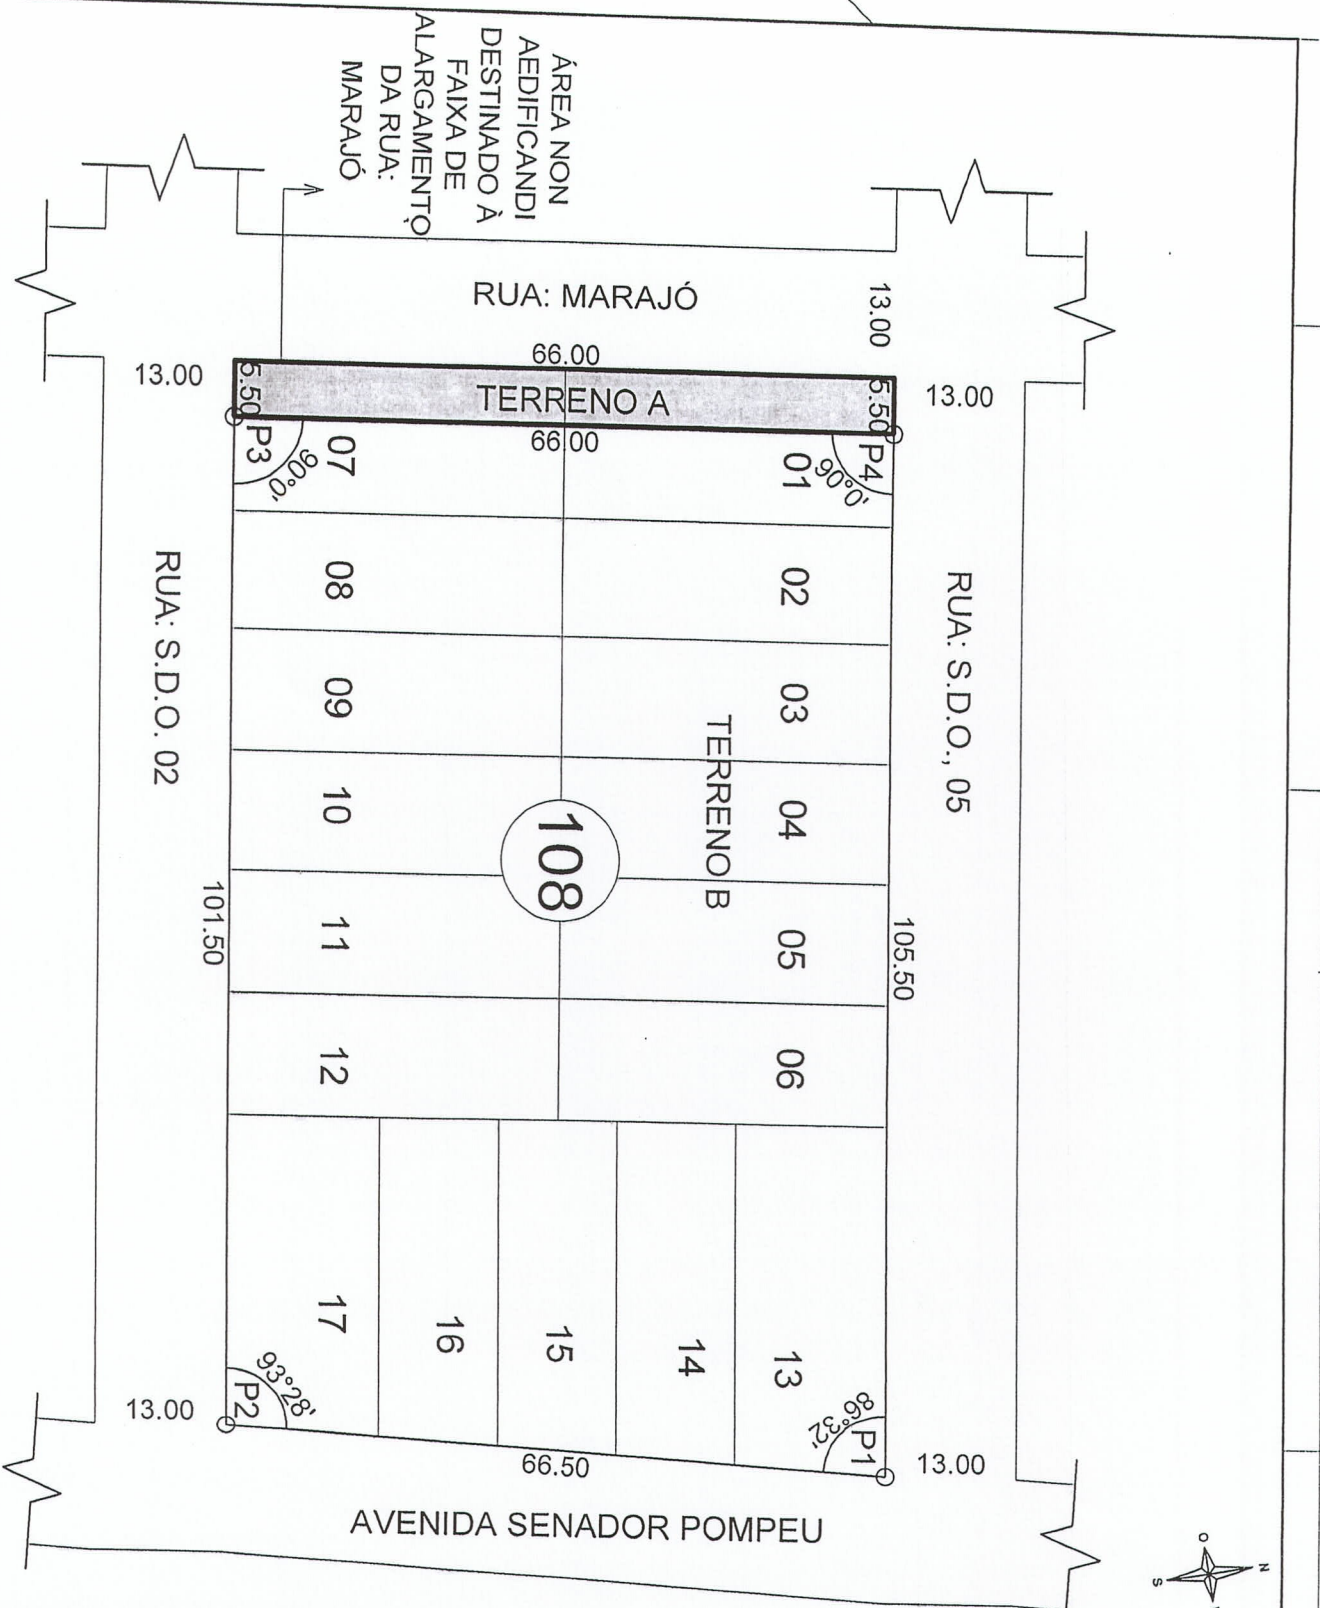 ÁREA NON
AEDIFICANDI
DESTINADO À
FAIXA DE
ALARGAMENTO
DA RUA:
MARAJÓ
RUA: MARAJÓ
13.00
13.00
66.00
13.00
5.50
TERRENO A
5.50
66.00
P3
P4
90°0'
90°0'
07
01
08
02
09
03
10
04
11
05
12
06
TERRENO B
108
RUA: S.D.O. 02
RUA: S.D.O., 05
101.50
105.50
17
16
15
14
13
93°28'
86°32'
P2
P1
13.00
66.50
13.00
AVENIDA SENADOR POMPEU
O
N
S